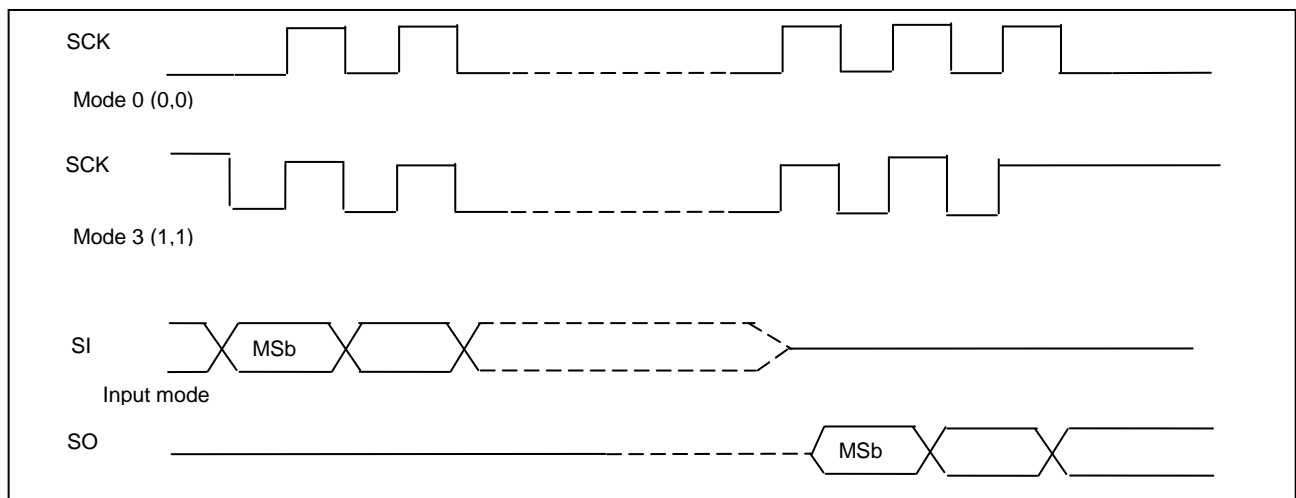 SCK
Mode 0 (0,0)
SCK
Mode 3 (1,1)
SI
MSb
Input mode
SO
MSb